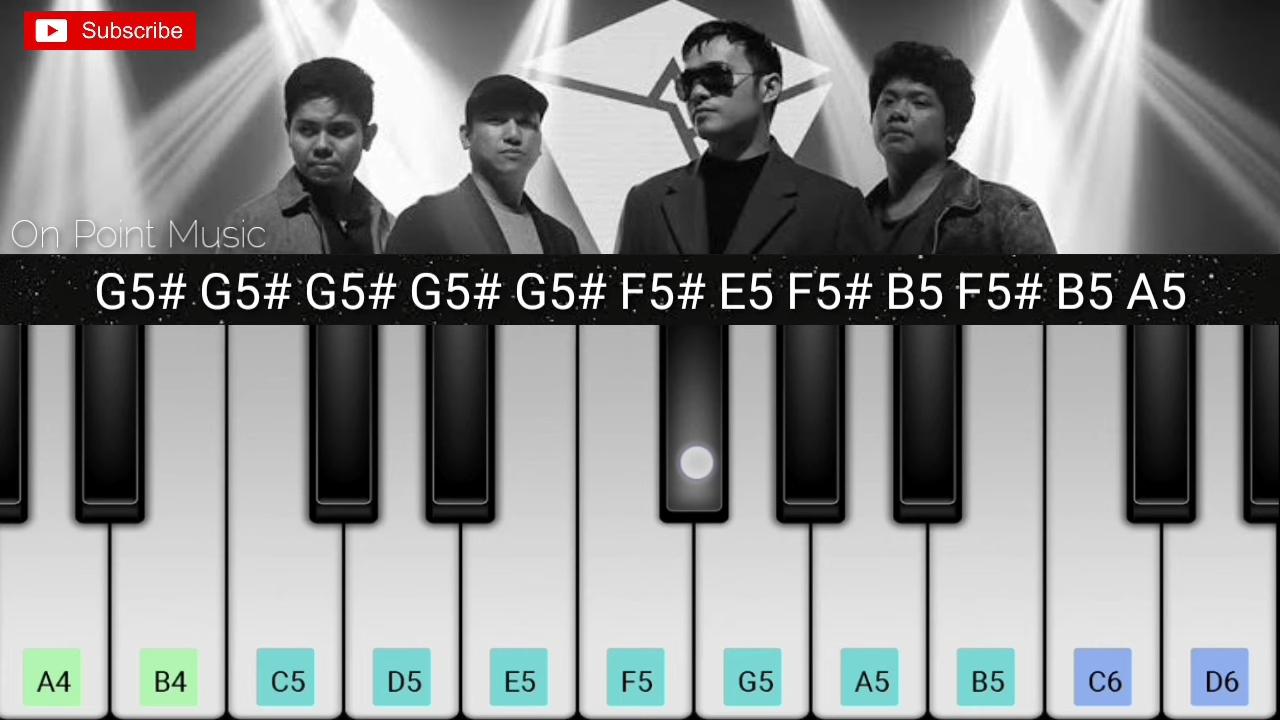 Subscribe
On Point Music
G5# G5# G5# G5# G5# F5# E5 F5# B5 F5# B5 A5
A4 B4 C5 D5 E5 F5 G5 A5 B5 C6 D6